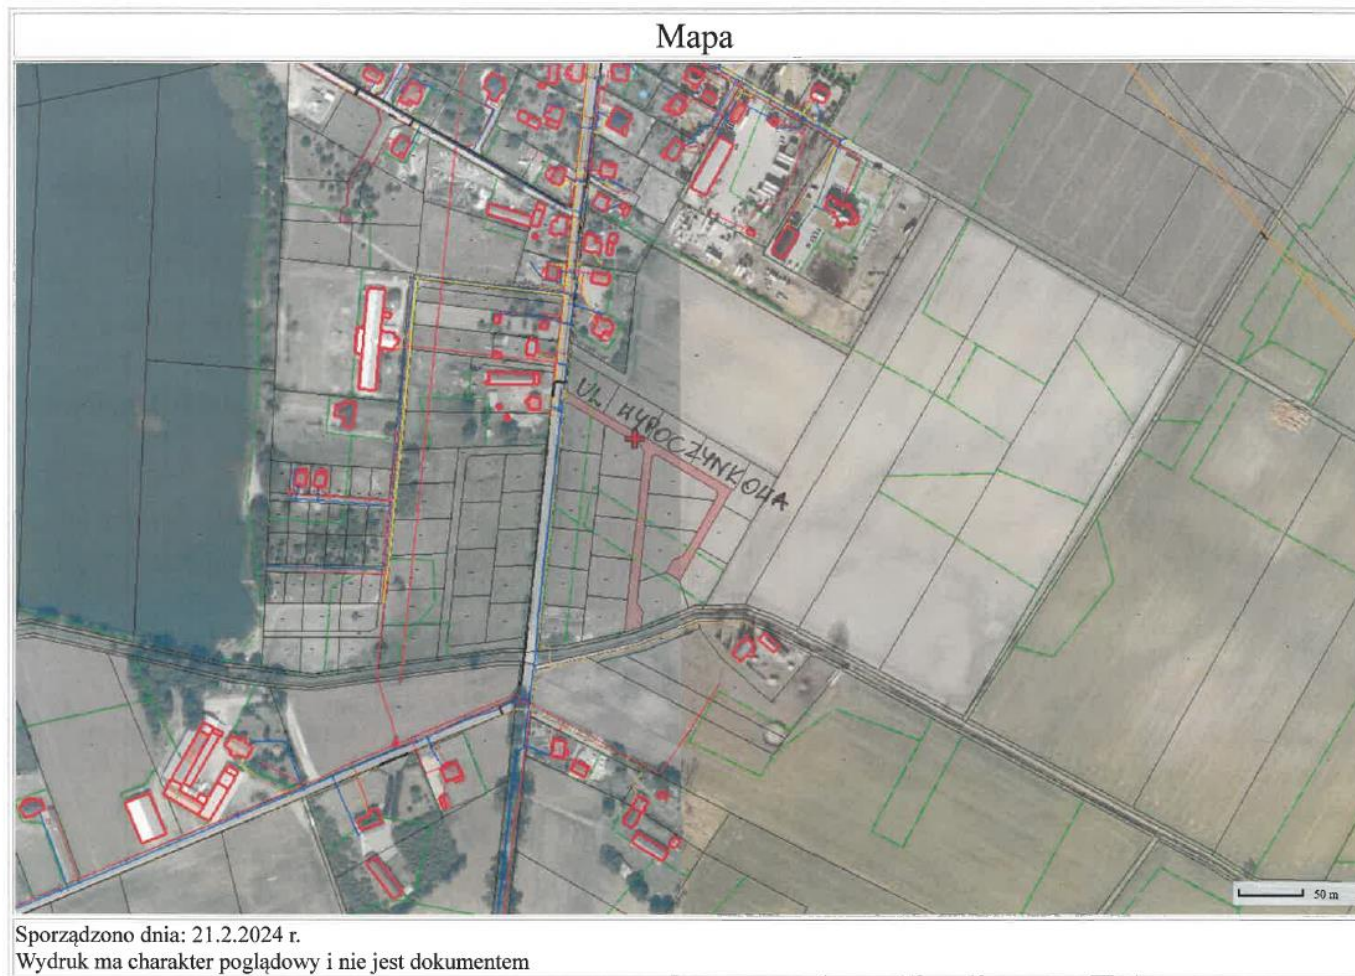 Mapa
UL. WYPOCZYNKOWA
50 m
Sporządzono dnia: 21.2.2024 r.
Wydruk ma charakter poglądowy i nie jest dokumentem